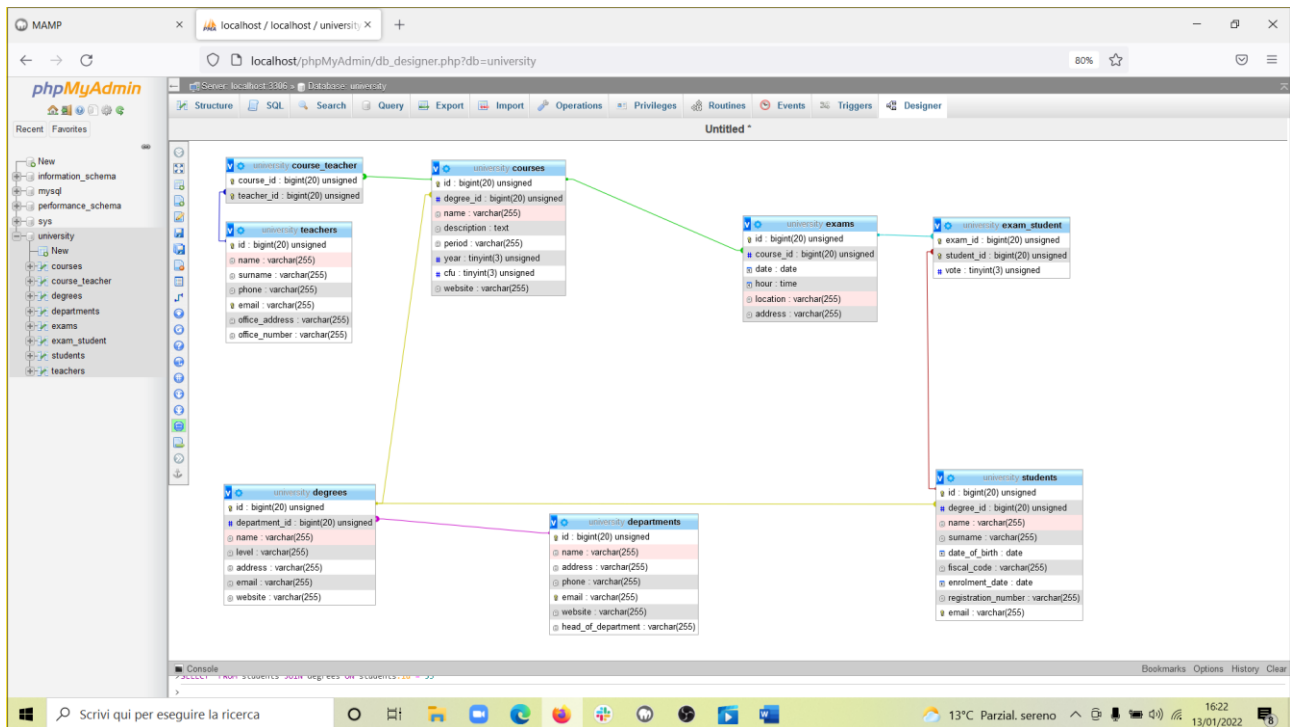 MAMP
localhost / localhost / university
localhost/phpMyAdmin/db_designer.php?db=university
80%
phpMyAdmin
Recent Favorites
New
information_schema
mysql
performance_schema
sys
university
New
courses
course_teacher
degrees
departments
exams
exam_student
students
teachers
Server: localhost:3306 » Database: university
Structure SQL Search Query Export Import Operations Privileges Routines Events Triggers Designer
Untitled *
university course_teacher
course_id : bigint(20) unsigned
teacher_id : bigint(20) unsigned
university teachers
id : bigint(20) unsigned
name : varchar(255)
surname : varchar(255)
phone : varchar(255)
email : varchar(255)
office_address : varchar(255)
office_number : varchar(255)
university courses
id : bigint(20) unsigned
degree_id : bigint(20) unsigned
name : varchar(255)
description : text
period : varchar(255)
year : tinyint(3) unsigned
cfu : tinyint(3) unsigned
website : varchar(255)
university exams
id : bigint(20) unsigned
course_id : bigint(20) unsigned
date : date
hour : time
location : varchar(255)
address : varchar(255)
university exam_student
exam_id : bigint(20) unsigned
student_id : bigint(20) unsigned
vote : tinyint(3) unsigned
university degrees
id : bigint(20) unsigned
department_id : bigint(20) unsigned
name : varchar(255)
level : varchar(255)
address : varchar(255)
email : varchar(255)
website : varchar(255)
university departments
id : bigint(20) unsigned
name : varchar(255)
address : varchar(255)
phone : varchar(255)
email : varchar(255)
website : varchar(255)
head_of_department : varchar(255)
university students
id : bigint(20) unsigned
degree_id : bigint(20) unsigned
name : varchar(255)
surname : varchar(255)
date_of_birth : date
fiscal_code : varchar(255)
enrolment_date : date
registration_number : varchar(255)
email : varchar(255)
Console
Bookmarks Options History Clear
>
Scrivi qui per eseguire la ricerca
13°C Parzial. sereno
16:22
13/01/2022
8